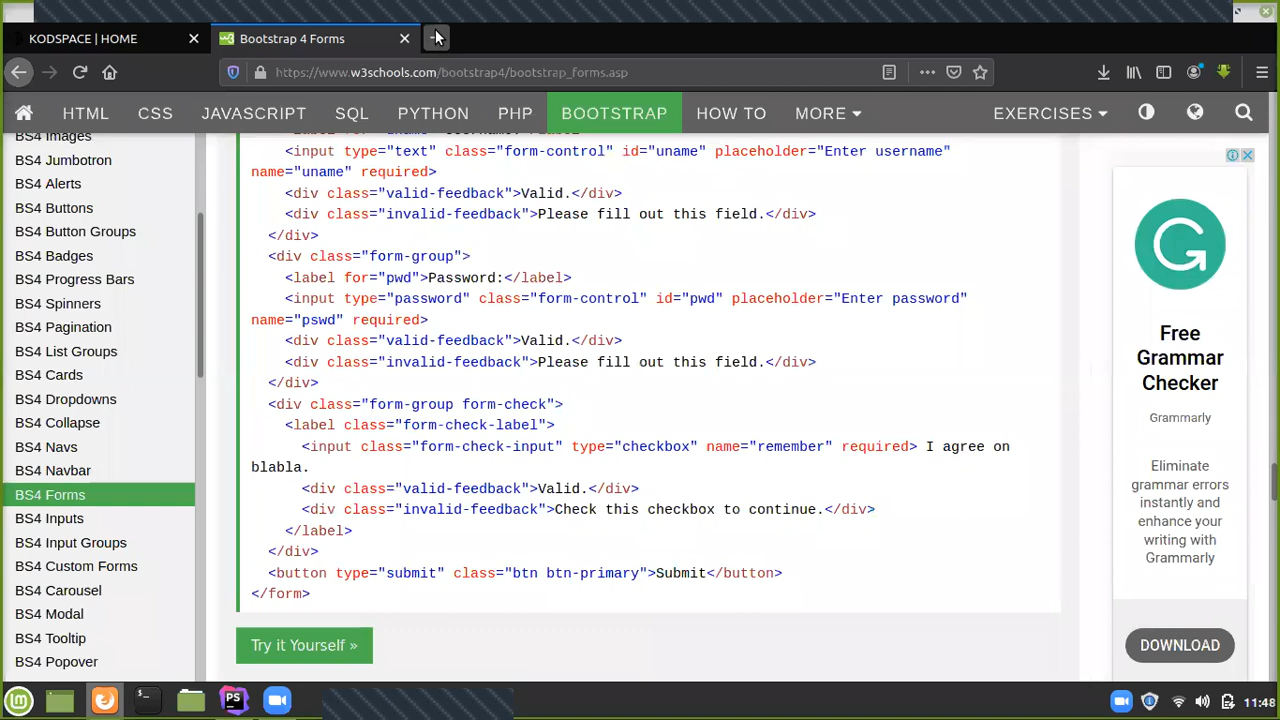 KODSPACE | HOME
Bootstrap 4 Forms
https://www.w3schools.com/bootstrap4/bootstrap_forms.asp
HTML CSS JAVASCRIPT SQL PYTHON PHP BOOTSTRAP HOW TO MORE EXERCISES
BS4 Images
BS4 Jumbotron
BS4 Alerts
BS4 Buttons
BS4 Button Groups
BS4 Badges
BS4 Progress Bars
BS4 Spinners
BS4 Pagination
BS4 List Groups
BS4 Cards
BS4 Dropdowns
BS4 Collapse
BS4 Navs
BS4 Navbar
BS4 Forms
BS4 Inputs
BS4 Input Groups
BS4 Custom Forms
BS4 Carousel
BS4 Modal
BS4 Tooltip
BS4 Popover
<input type="text" class="form-control" id="uname" placeholder="Enter username"
name="uname" required>
<div class="valid-feedback">Valid.</div>
<div class="invalid-feedback">Please fill out this field.</div>
</div>
<div class="form-group">
<label for="pwd">Password:</label>
<input type="password" class="form-control" id="pwd" placeholder="Enter password"
name="pswd" required>
<div class="valid-feedback">Valid.</div>
<div class="invalid-feedback">Please fill out this field.</div>
</div>
<div class="form-group form-check">
<label class="form-check-label">
<input class="form-check-input" type="checkbox" name="remember" required> I agree on
blabla.
<div class="valid-feedback">Valid.</div>
<div class="invalid-feedback">Check this checkbox to continue.</div>
</label>
</div>
<button type="submit" class="btn btn-primary">Submit</button>
</form>
Try it Yourself »
Free
Grammar
Checker
Grammarly
Eliminate
grammar errors
instantly and
enhance your
writing with
Grammarly
DOWNLOAD
PS
11:48